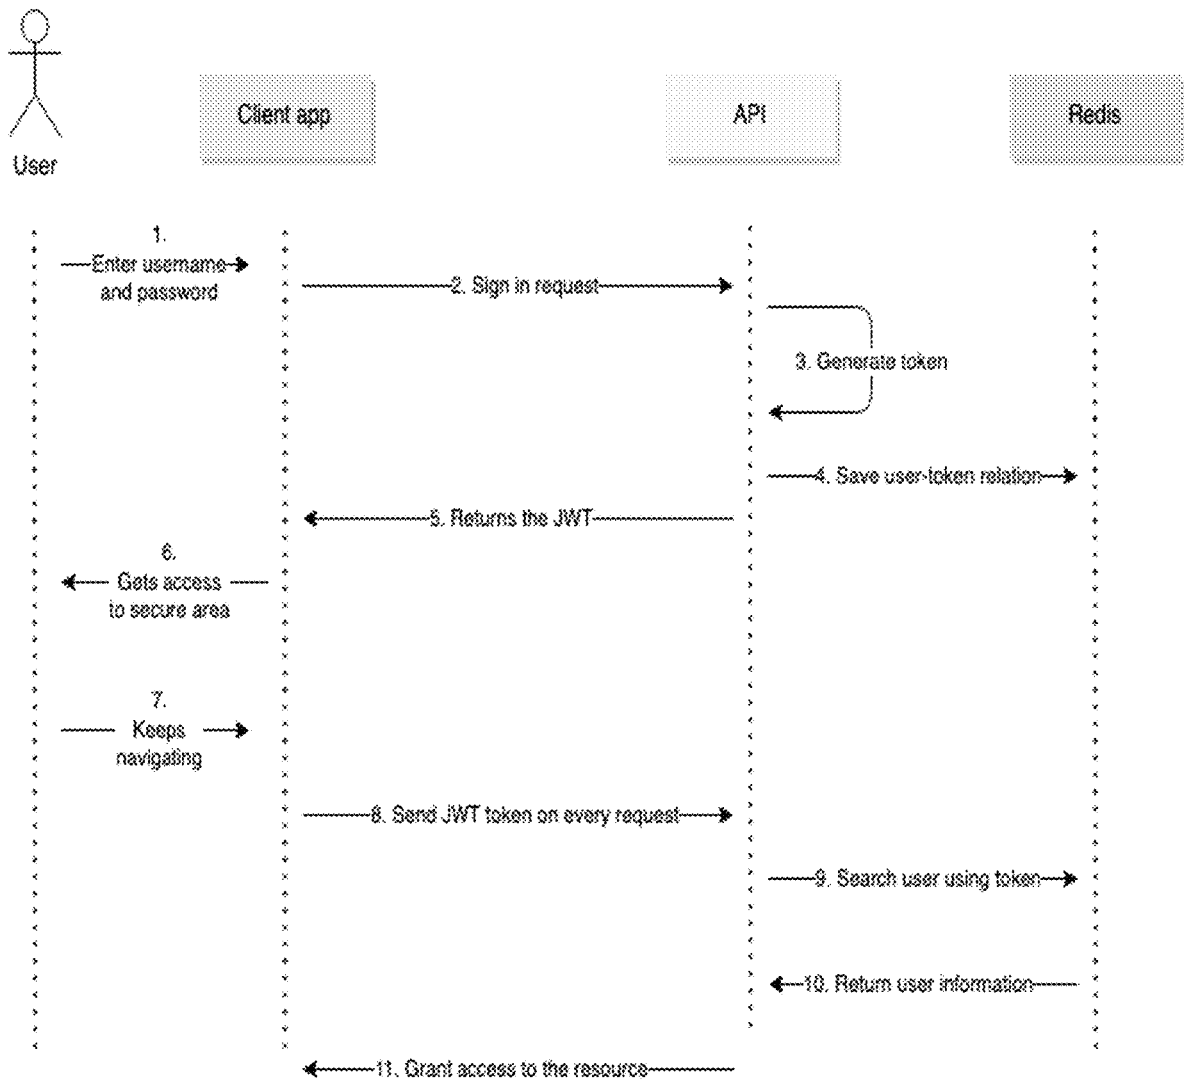 User
Client app
API
Redis
1.
Enter username
and password
2. Sign in request
3. Generate token
4. Save user-token relation
5. Returns the JWT
6.
Gets access
to secure area
7.
Keeps
navigating
8. Send JWT token on every request
9. Search user using token
10. Return user information
11. Grant access to the resource